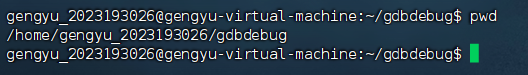 gengyu_2023193026@gengyu-virtual-machine:~/gdbdebug$ pwd
/home/gengyu_2023193026/gdbdebug
gengyu_2023193026@gengyu-virtual-machine:~/gdbdebug$